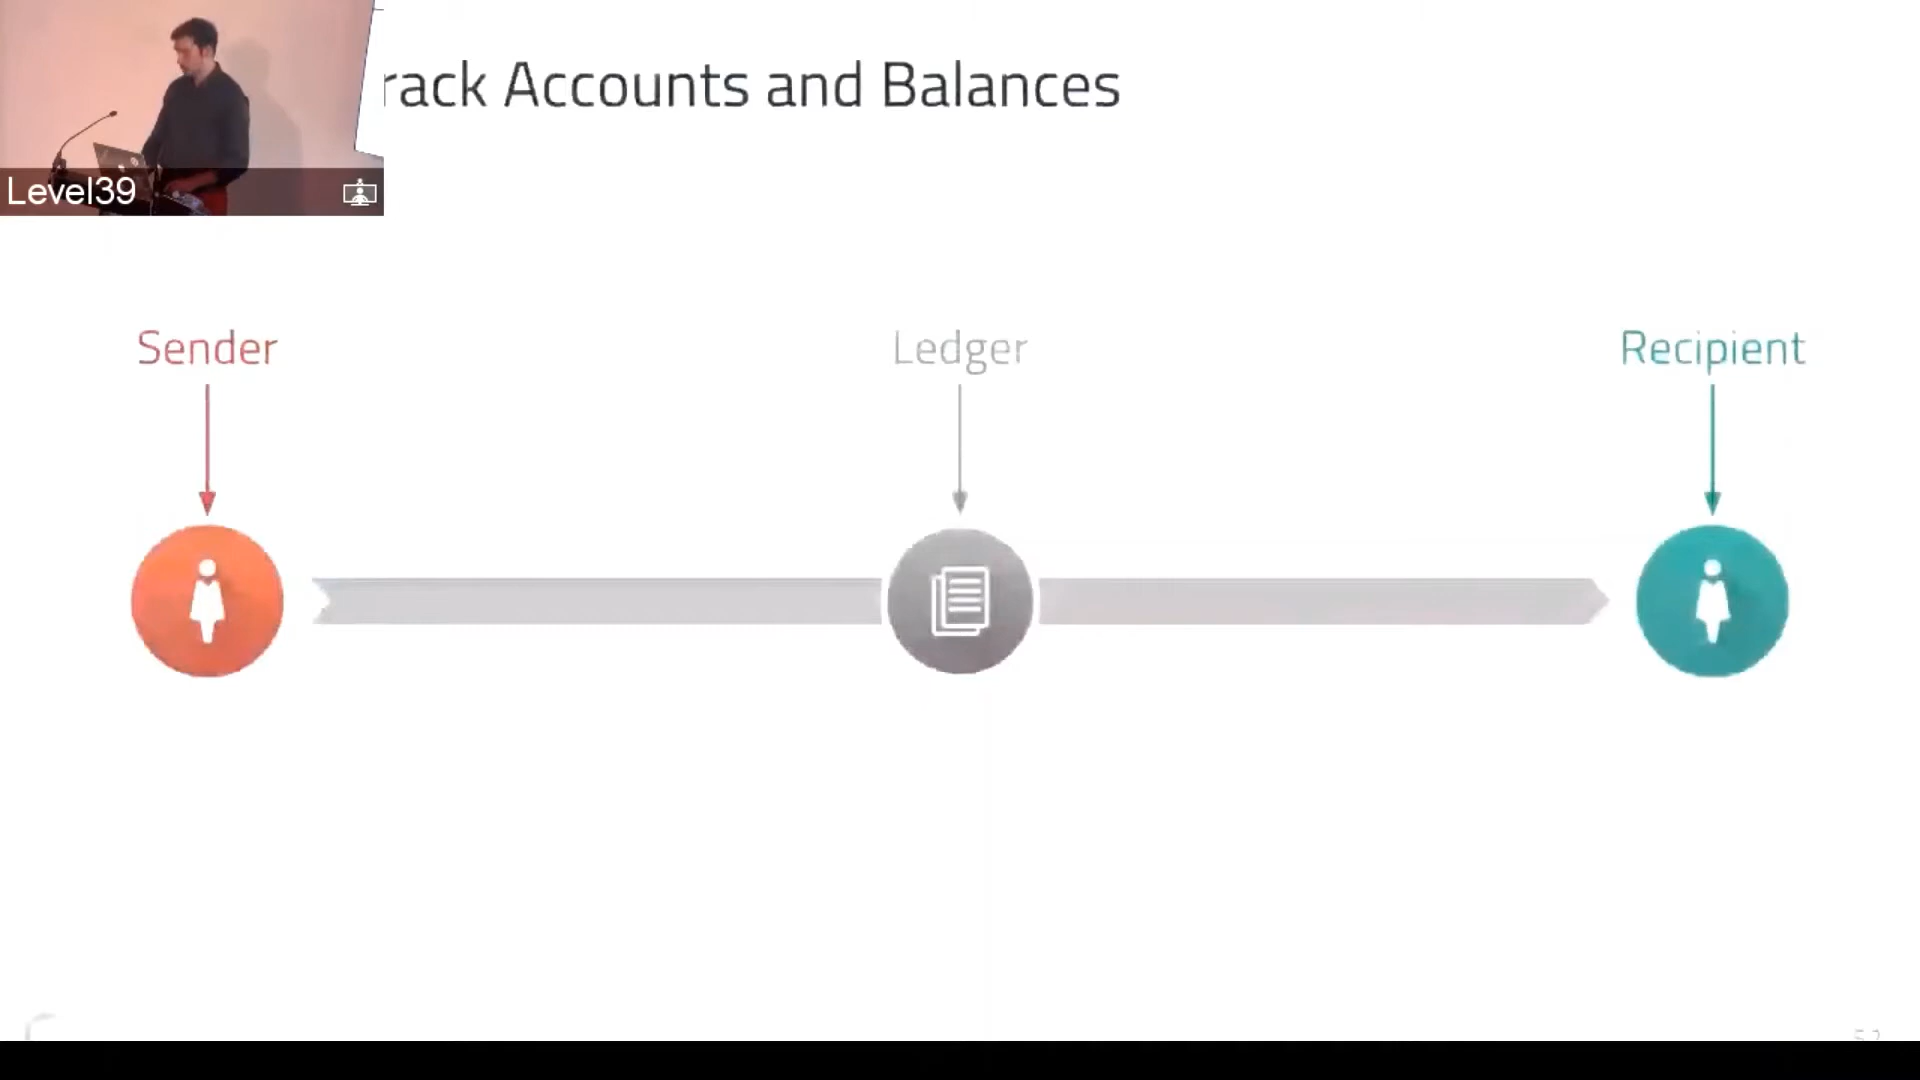 rack Accounts and Balances
Level39
Sender
Ledger
Recipient